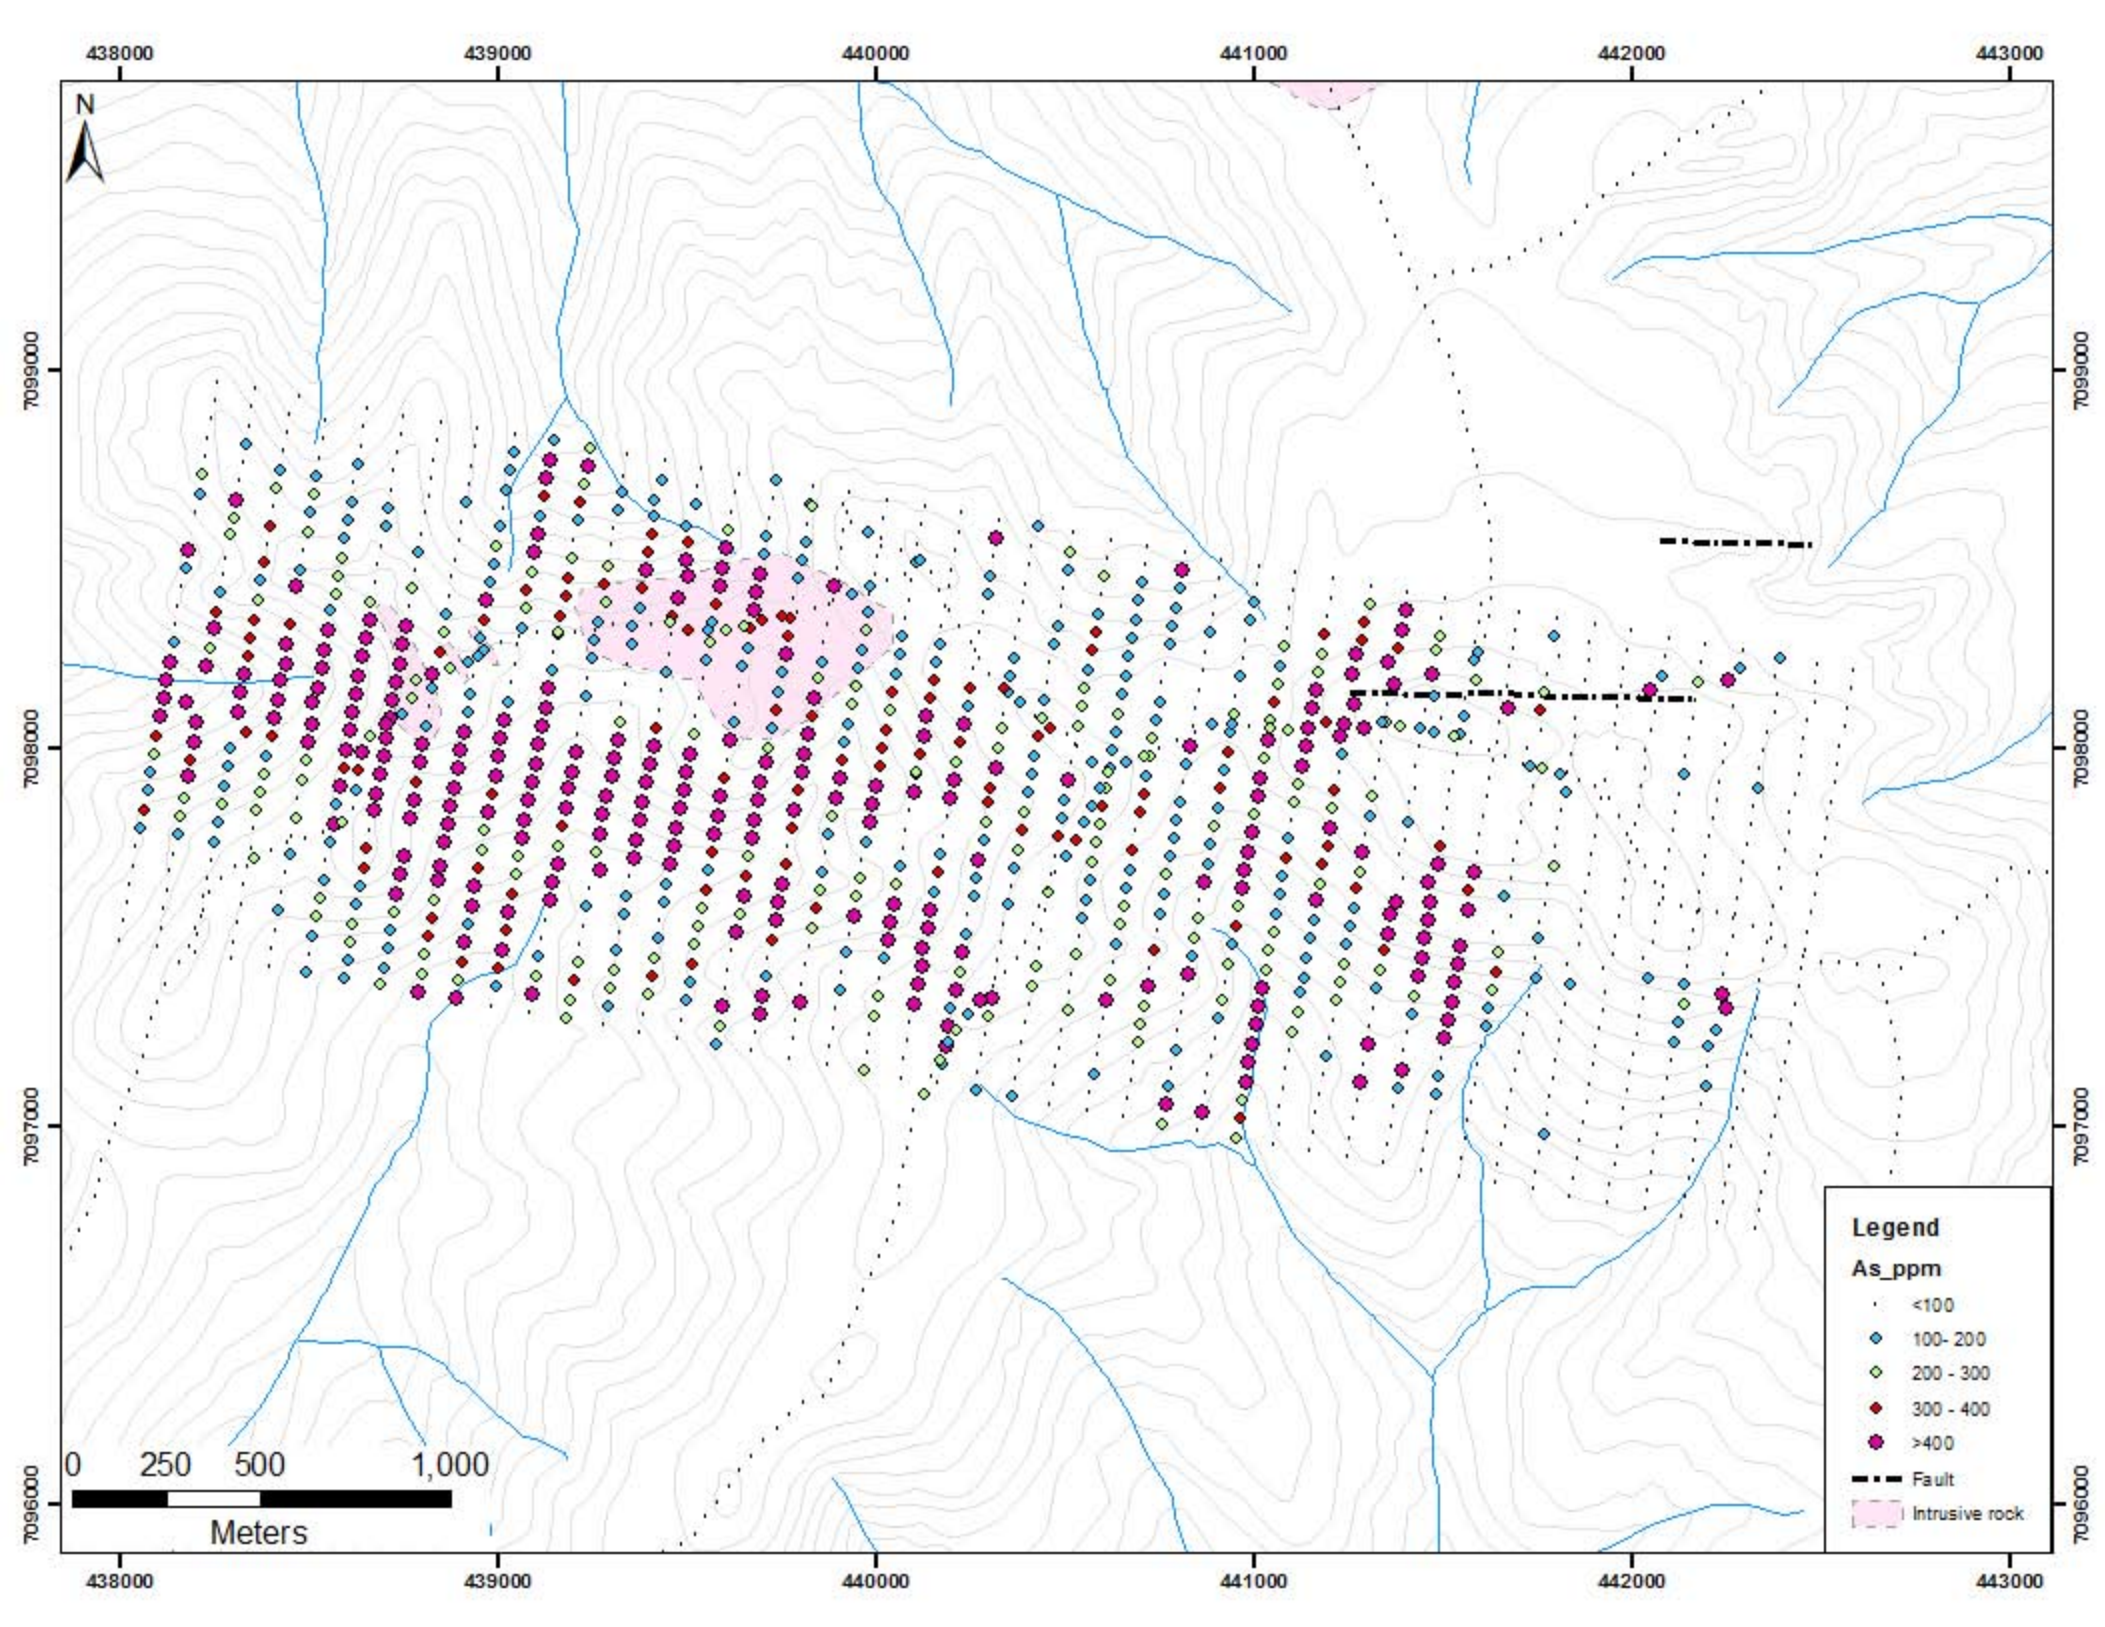 438000 439000 440000 441000 442000 443000
N
7099000 7099000
7098000 7098000
7097000 7097000
Legend
As_ppm
<100
100- 200
200 - 300
300 - 400
>400
Fault
Intrusive rock
0 250 500 1,000
Meters
7096000 7096000
438000 439000 440000 441000 442000 443000